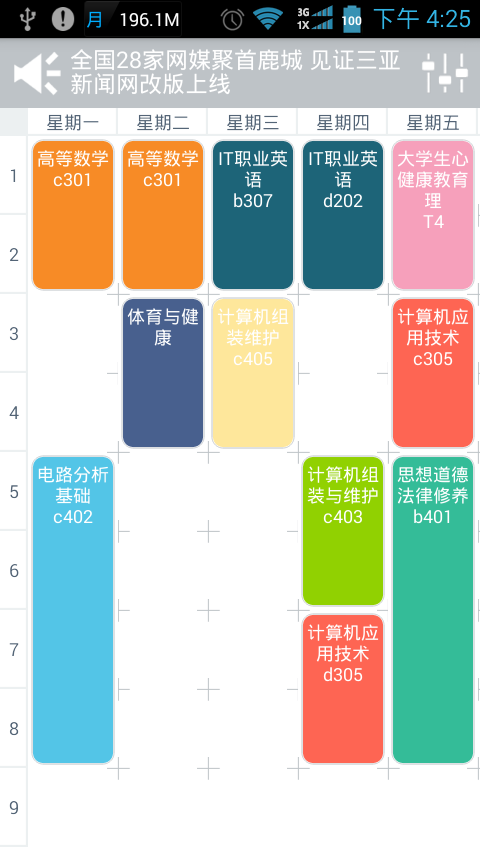 月 196.1M 3G 1X 100 下午 4:25
全国28家网媒聚首鹿城 见证三亚
新闻网改版上线
星期一 星期二 星期三 星期四 星期五
1
2
3
4
5
6
7
8
9
高等数学
c301
电路分析
基础
c402
高等数学
c301
体育与健
康
IT职业英
语
b307
计算机组
装维护
c405
IT职业英
语
d202
计算机组
装与维护
c403
计算机应
用技术
d305
大学生心
健康教育
理
T4
计算机应
用技术
c305
思想道德
法律修养
b401